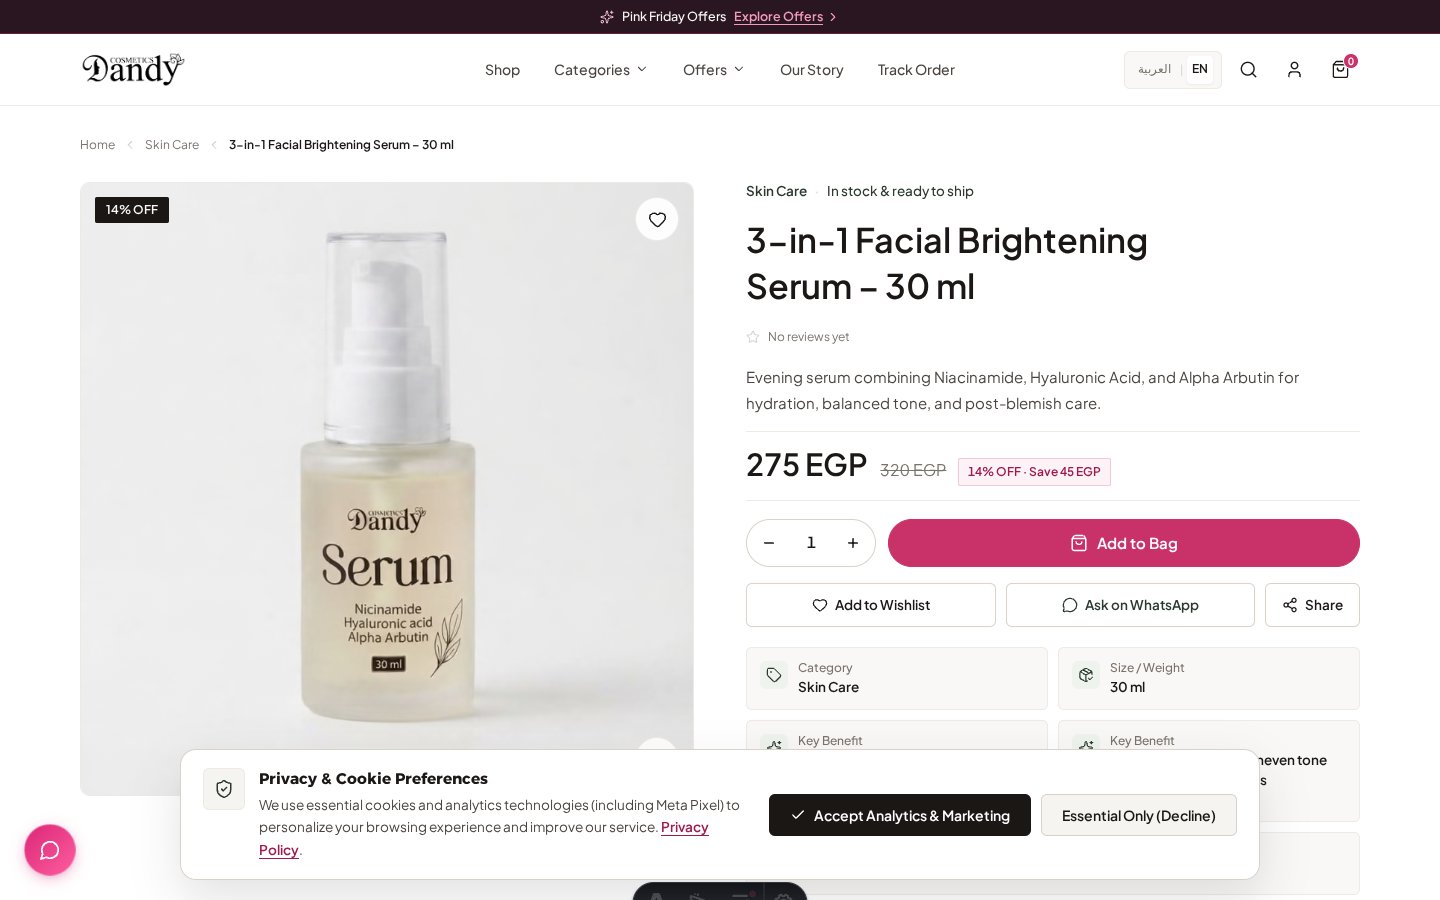 Pink Friday Offers Explore Offers
COSMETICS
Dandy
Shop Categories Offers Our Story Track Order
العربية EN
0
Home Skin Care 3-in-1 Facial Brightening Serum – 30 ml
14% OFF
COSMETICS
Dandy
Serum
Nicinamide
Hyaluronic acid
Alpha Arbutin
30 ml
Skin Care · In stock & ready to ship
3-in-1 Facial Brightening
Serum – 30 ml
No reviews yet
Evening serum combining Niacinamide, Hyaluronic Acid, and Alpha Arbutin for
hydration, balanced tone, and post-blemish care.
275 EGP 320 EGP 14% OFF · Save 45 EGP
1 Add to Bag
Add to Wishlist Ask on WhatsApp Share
Category
Skin Care
Size / Weight
30 ml
Key Benefit
Key Benefit
neven tone
s
Privacy & Cookie Preferences
We use essential cookies and analytics technologies (including Meta Pixel) to
personalize your browsing experience and improve our service. Privacy
Policy.
Accept Analytics & Marketing Essential Only (Decline)